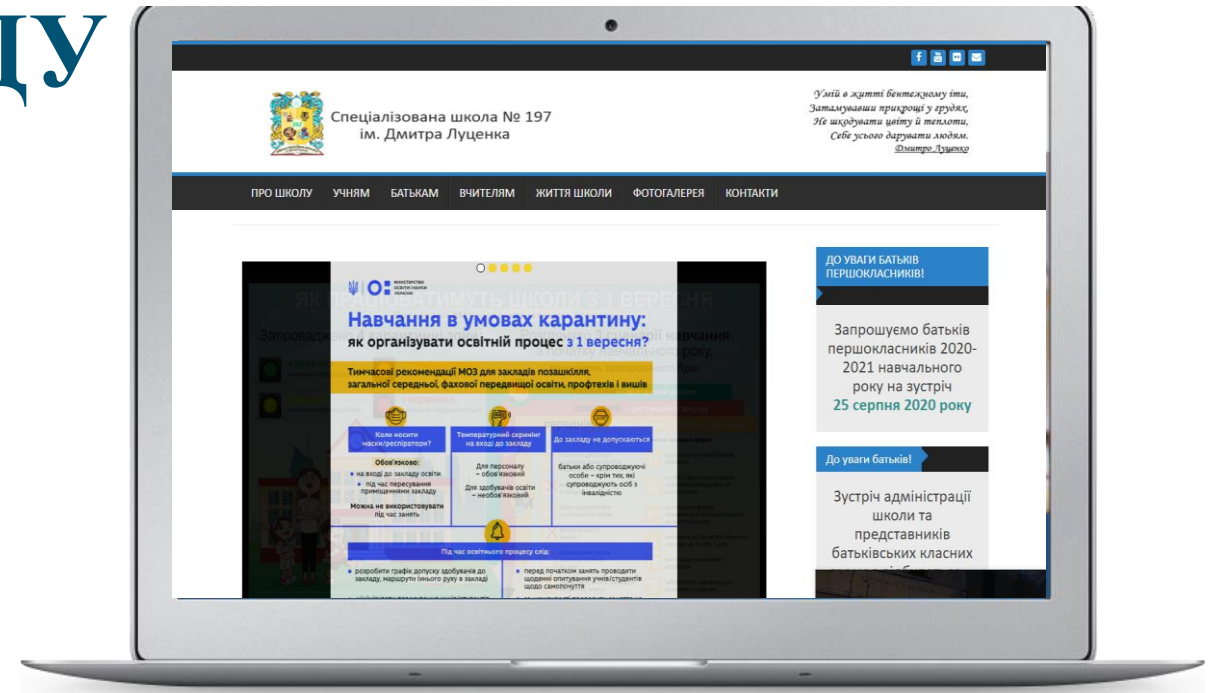 ДУ
Спеціалізована школа № 197
ім. Дмитра Луценка
Умій в житті бентежному іти,
Затамувавши прикрощі у грудях,
Не шкодувати цвіту й теплоти,
Себе усього дарувати людям.
Дмитро Луценко
ПРО ШКОЛУ УЧНЯМ БАТЬКАМ ВЧИТЕЛЯМ ЖИТТЯ ШКОЛИ ФОТОГАЛЕРЕЯ КОНТАКТИ
МІНІСТЕРСТВО
ОСВІТИ І НАУКИ
УКРАЇНИ
ЯК ПРАЦЮВАТИМУТЬ ШКОЛИ З 1 ВЕРЕСНЯ
Навчання в умовах карантину:
як організувати освітній процес з 1 вересня?
Тимчасові рекомендації МОЗ для закладів позашкілля,
загальної середньої, фахової передвищої освіти, профтехів і вишів
Коли носити
маски/респіратори?
Обов'язково:
• на вході до закладу освіти
• під час пересування
приміщеннями закладу
Можна не використовувати
під час занять
Температурний скринінг
на вході до закладу
Для персоналу
– обов'язковий
Для здобувачів освіти
– необов'язковий
До закладу не допускаються
батьки або супроводжуючі
особи – крім тих, які
супроводжують осіб з
інвалідністю
Під час освітнього процесу слід:
• розробити графік допуску здобувачів до
закладу, маршрути їхнього руху в закладі
• перед початком занять проводити
щоденні опитування учнів/студентів
щодо самопочуття
ДО УВАГИ БАТЬКІВ
ПЕРШОКЛАСНИКІВ!
Запрошуємо батьків
першокласників 2020-
2021 навчального
року на зустріч
25 серпня 2020 року
До уваги батьків!
Зустріч адміністрації
школи та
представників
батьківських класних